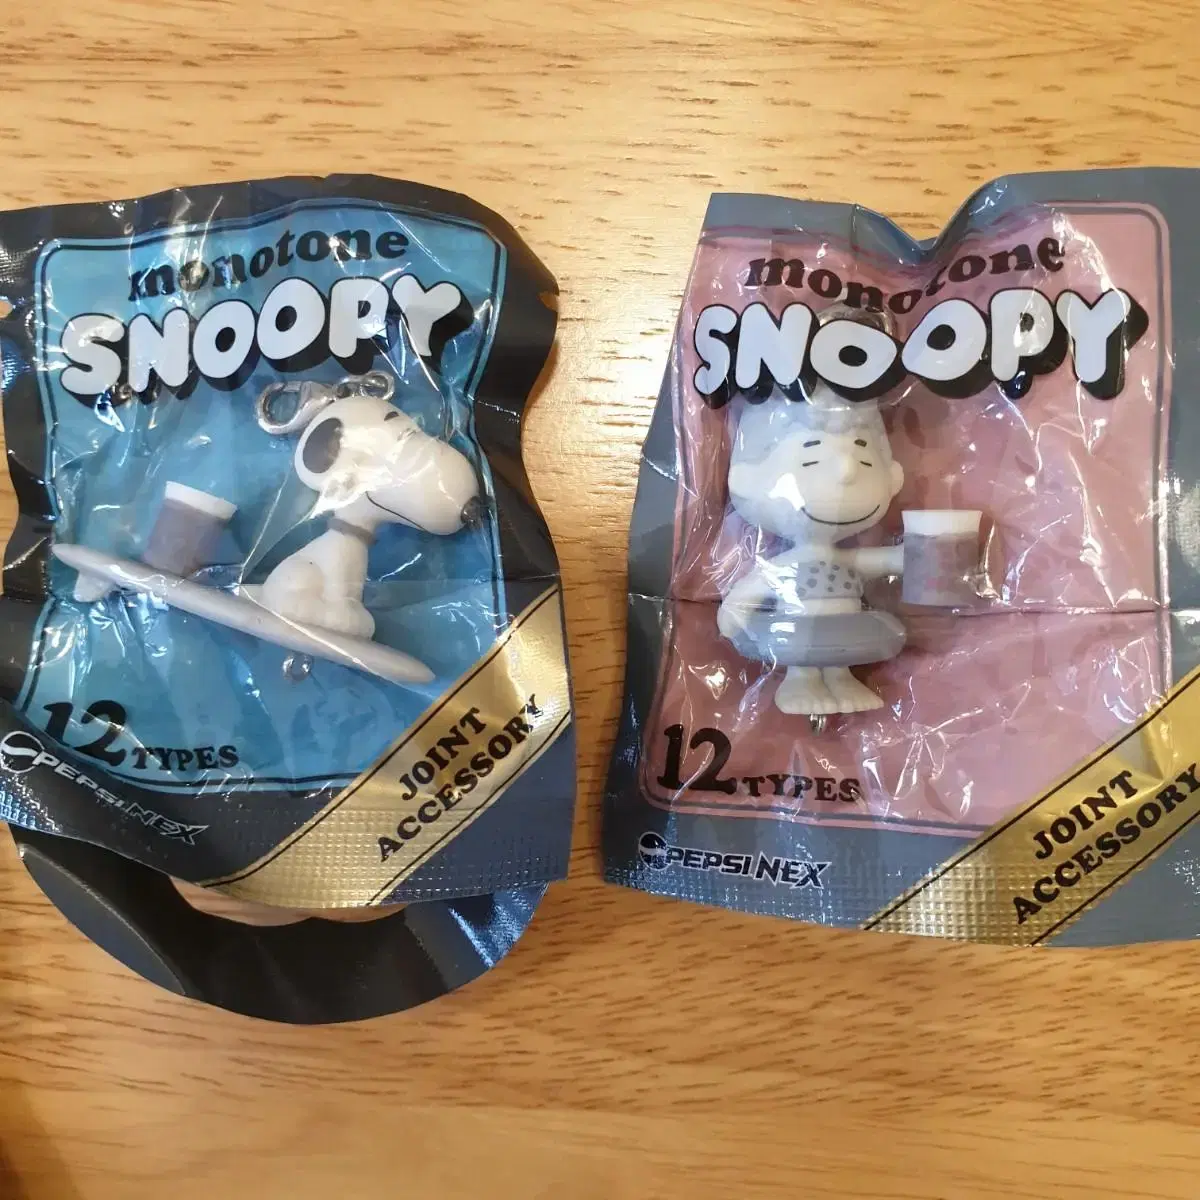 monotone
SNOOPY
12 TYPES
PEPSI NEX
JOINT
ACCESSORY
monotone
SNOOPY
12 TYPES
PEPSI NEX
JOINT
ACCESSORY